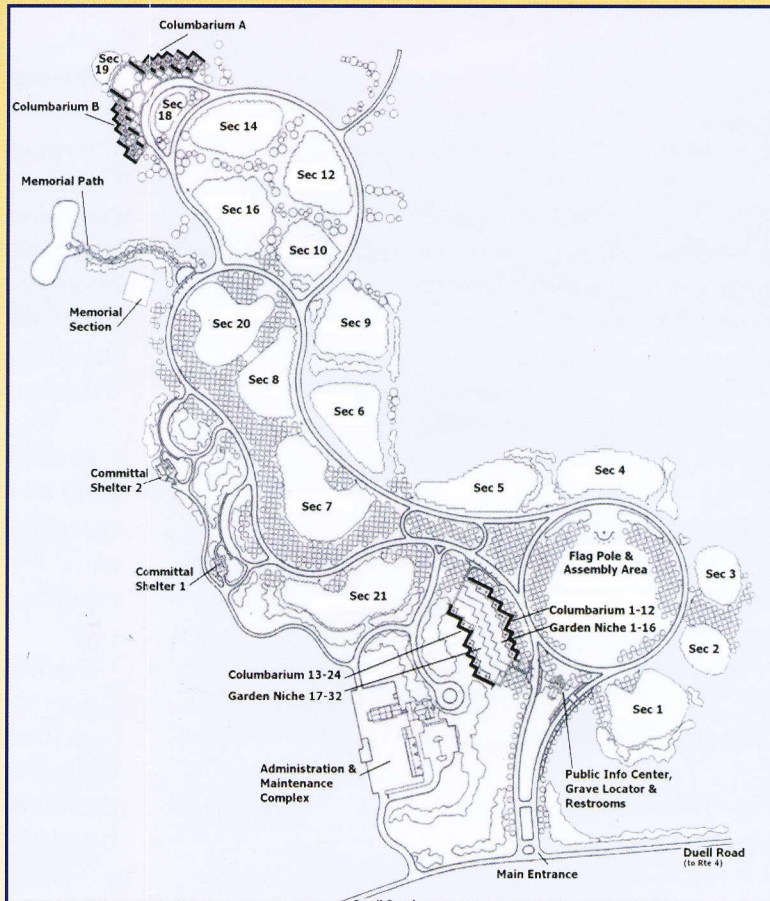 Columbarium A
Sec
19
Sec
18
Columbarium B
Sec 14
Sec 12
Memorial Path
Sec 16
Sec 10
Memorial
Section
Sec 20
Sec 9
Sec 8
Sec 6
Committal
Shelter 2
Sec 5
Sec 4
Sec 7
Flag Pole &
Assembly Area
Sec 3
Committal
Shelter 1
Sec 21
Columbarium 1-12
Garden Niche 1-16
Sec 2
Columbarium 13-24
Garden Niche 17-32
Sec 1
Administration &
Maintenance
Complex
Public Info Center,
Grave Locator &
Restrooms
Duell Road
(to Rte 4)
Main Entrance